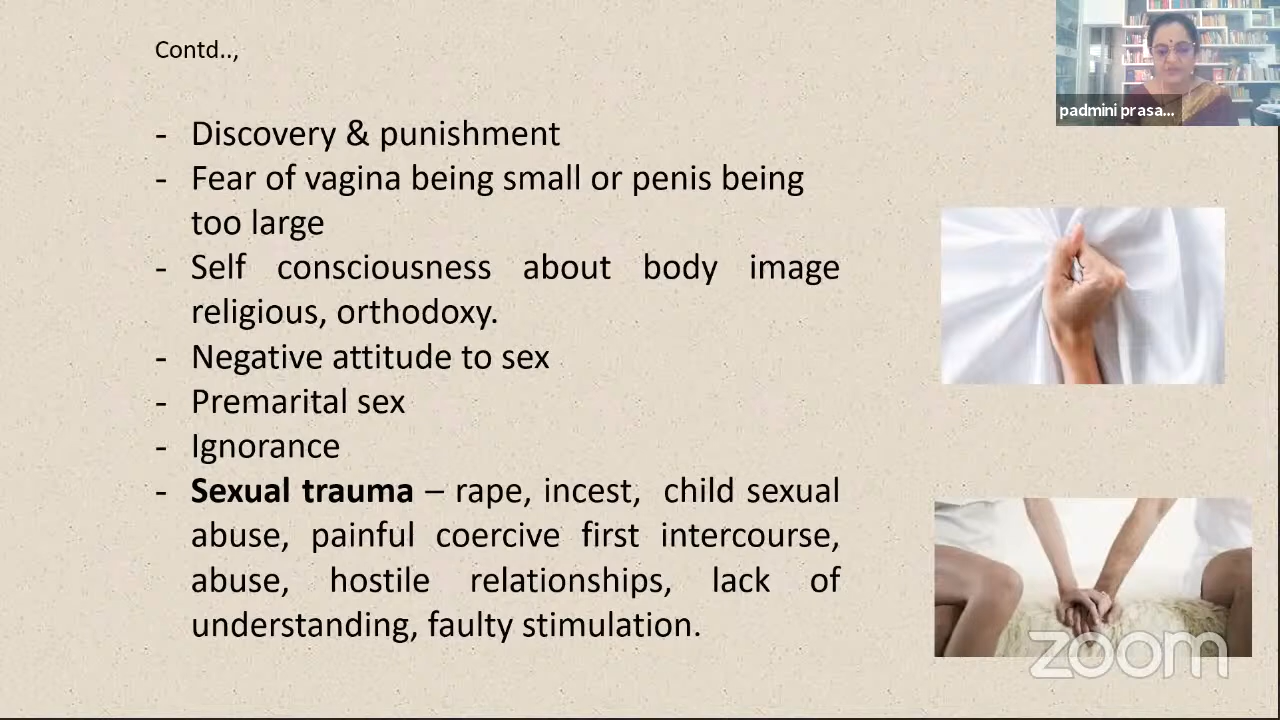 Contd..,
padmini prasa...
- Discovery & punishment
- Fear of vagina being small or penis being
too large
- Self consciousness about body image
religious, orthodoxy.
- Negative attitude to sex
- Premarital sex
- Ignorance
- Sexual trauma – rape, incest, child sexual
abuse, painful coercive first intercourse,
abuse, hostile relationships, lack of
understanding, faulty stimulation.
zoom